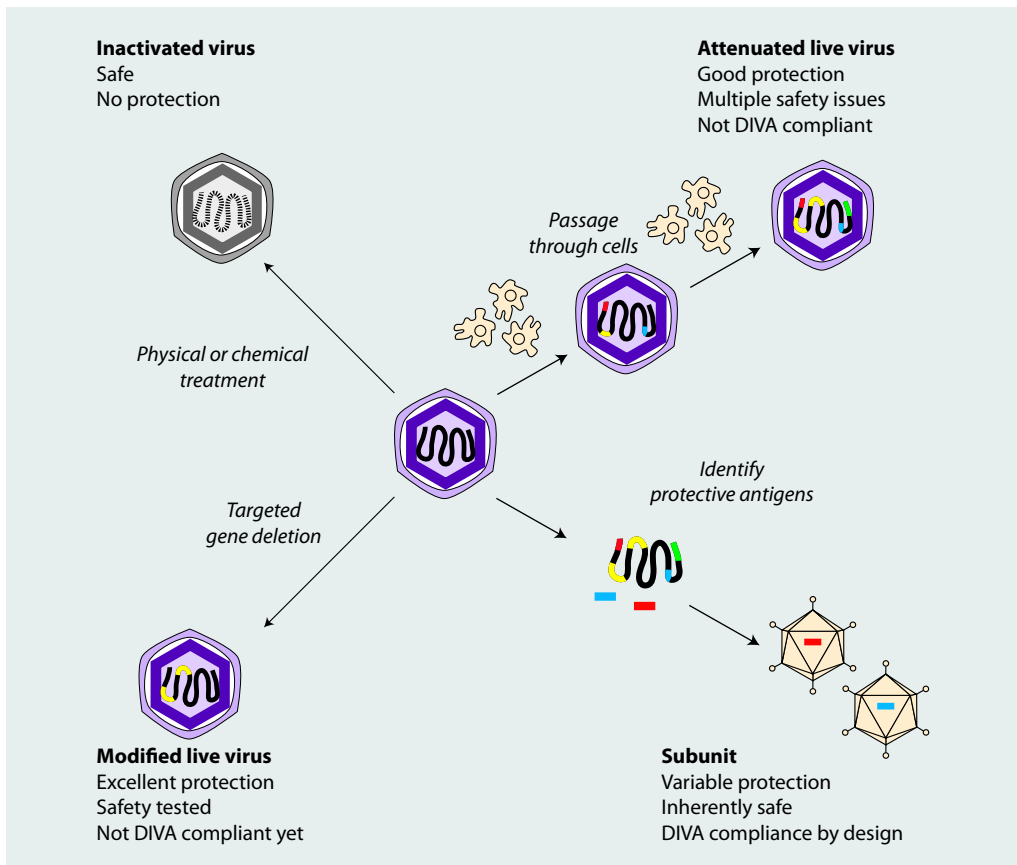 Inactivated virus
Safe
No protection
Attenuated live virus
Good protection
Multiple safety issues
Not DIVA compliant
Passage
through cells
Physical or chemical
treatment
Identify
protective antigens
Targeted
gene deletion
Modified live virus
Excellent protection
Safety tested
Not DIVA compliant yet
Subunit
Variable protection
Inherently safe
DIVA compliance by design